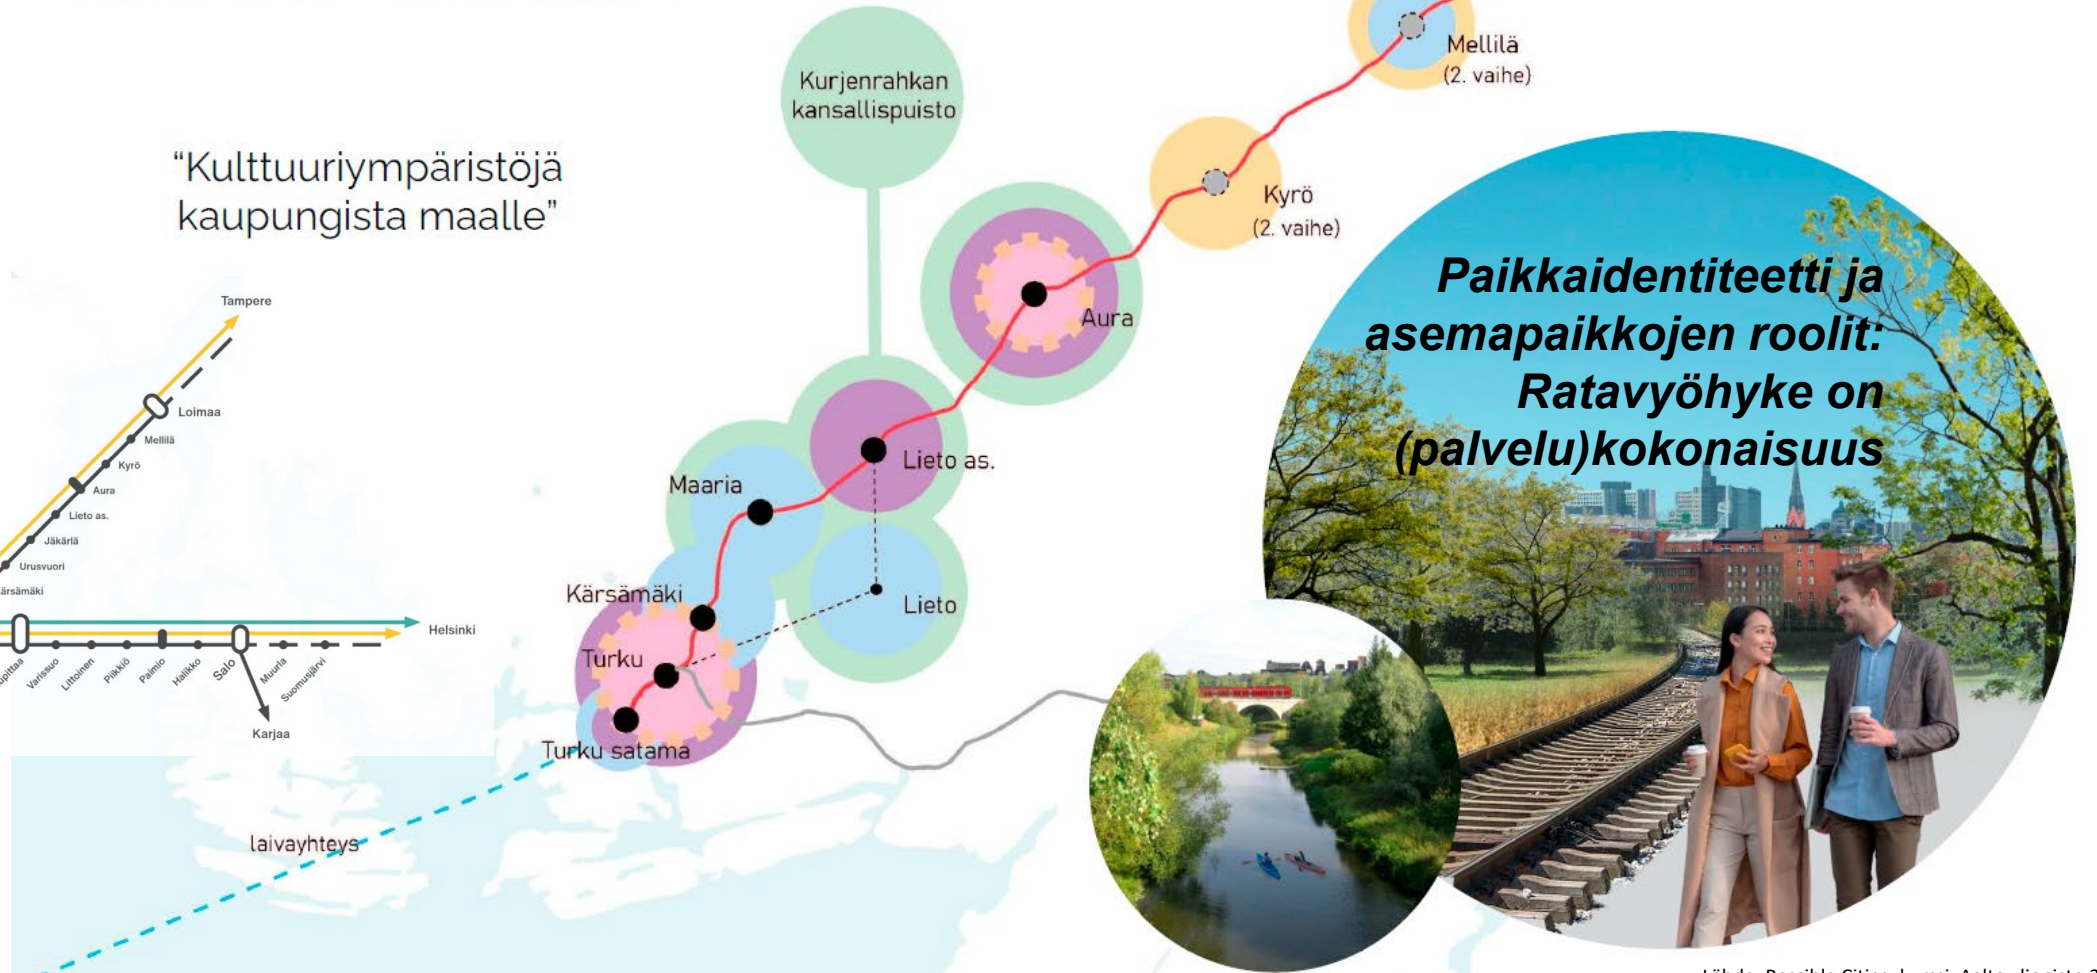 Kurjenrahkan
kansallispuisto
Mellilä
(2. vaihe)
"Kulttuuriympäristöjä
kaupungista maalle"
Kyrö
(2. vaihe)
Aura
Paikkaidentiteetti ja
asemapaikkojen roolit:
Ratavyöhyke on
(palvelu)kokonaisuus
Tampere
Loimaa
Mellilä
Kyrö
Aura
Lieto as.
Jäkärlä
Urusvuori
ärsämäki
Helsinki
upittaa
Varissuo
Littoinen
Piikkiö
Paimio
Halikko
Salo
Muurla
Suomusjärvi
Karjaa
Lieto as.
Maaria
Kärsämäki
Lieto
Turku
Turku satama
laivayhteys